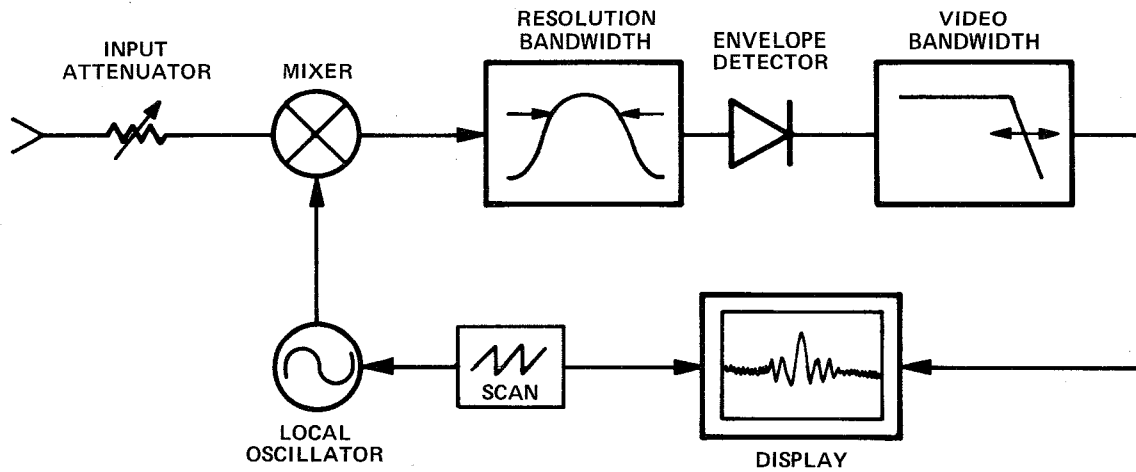 INPUT
ATTENUATOR
MIXER
RESOLUTION
BANDWIDTH
ENVELOPE
DETECTOR
VIDEO
BANDWIDTH
LOCAL
OSCILLATOR
SCAN
DISPLAY